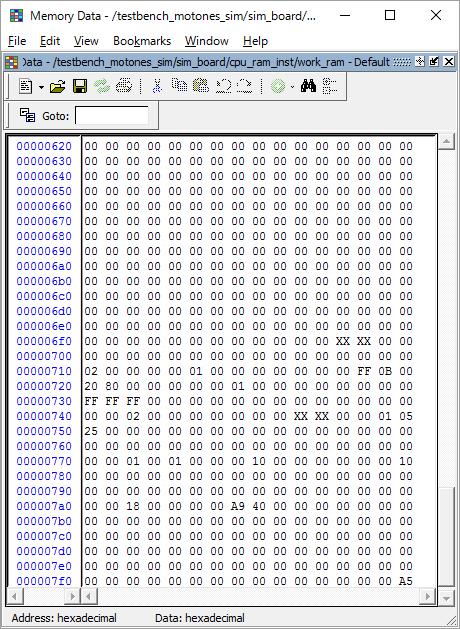 Memory Data - /testbench_motones_sim/sim_board/...
File Edit View Bookmarks Window Help
Data - /testbench_motones_sim/sim_board/cpu_ram_inst/work_ram - Default
Goto:
00000620 00 00 00 00 00 00 00 00 00 00 00 00 00 00 00 00
00000630 00 00 00 00 00 00 00 00 00 00 00 00 00 00 00 00
00000640 00 00 00 00 00 00 00 00 00 00 00 00 00 00 00 00
00000650 00 00 00 00 00 00 00 00 00 00 00 00 00 00 00 00
00000660 00 00 00 00 00 00 00 00 00 00 00 00 00 00 00 00
00000670 00 00 00 00 00 00 00 00 00 00 00 00 00 00 00 00
00000680 00 00 00 00 00 00 00 00 00 00 00 00 00 00 00 00
00000690 00 00 00 00 00 00 00 00 00 00 00 00 00 00 00 00
000006a0 00 00 00 00 00 00 00 00 00 00 00 00 00 00 00 00
000006b0 00 00 00 00 00 00 00 00 00 00 00 00 00 00 00 00
000006c0 00 00 00 00 00 00 00 00 00 00 00 00 00 00 00 00
000006d0 00 00 00 00 00 00 00 00 00 00 00 00 00 00 00 00
000006e0 00 00 00 00 00 00 00 00 00 00 00 00 00 00 00 00
000006f0 00 00 00 00 00 00 00 00 00 00 00 00 XX XX 00 00
00000700 00 00 00 00 00 00 00 00 00 00 00 00 00 00 00 00
00000710 02 00 00 00 00 01 00 00 00 00 00 00 00 00 FF 0B
00000720 20 80 00 00 00 00 00 01 00 00 00 00 00 00 00 00
00000730 FF FF FF 00 00 00 00 00 00 00 00 00 00 00 00 00
00000740 00 00 02 00 00 00 00 00 00 00 XX XX 00 00 01 05
00000750 25 00 00 00 00 00 00 00 00 00 00 00 00 00 00 00
00000760 00 00 00 00 00 00 00 00 00 00 00 00 00 00 00 00
00000770 00 00 01 00 01 00 00 00 10 00 00 00 00 00 00 10
00000780 00 00 00 00 00 00 00 00 00 00 00 00 00 00 00 00
00000790 00 00 00 00 00 00 00 00 00 00 00 00 00 00 00 00
000007a0 00 00 18 00 00 00 00 A9 40 00 00 00 00 00 00 00
000007b0 00 00 00 00 00 00 00 00 00 00 00 00 00 00 00 00
000007c0 00 00 00 00 00 00 00 00 00 00 00 00 00 00 00 00
000007d0 00 00 00 00 00 00 00 00 00 00 00 00 00 00 00 00
000007e0 00 00 00 00 00 00 00 00 00 00 00 00 00 00 00 00
000007f0 00 00 00 00 00 00 00 00 00 00 00 00 00 00 00 A5
Address: hexadecimal Data: hexadecimal